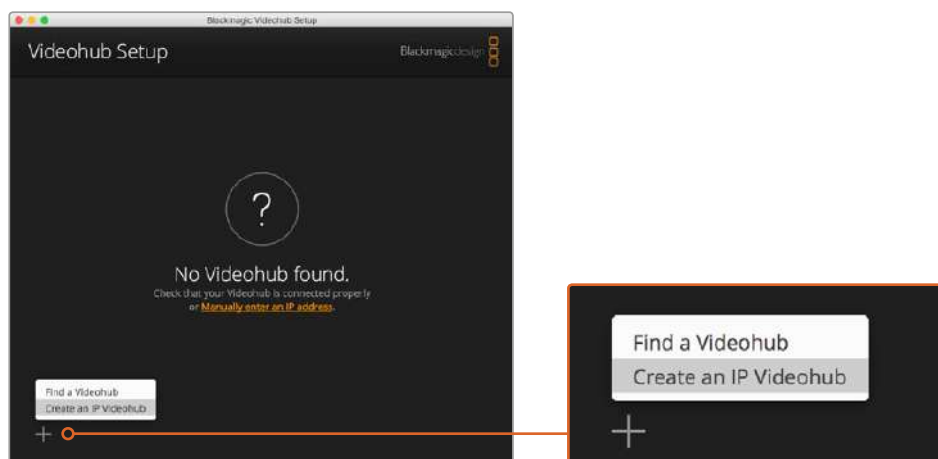 Blackmagic Videohub Setup
Videohub Setup
Blackmagicdesign
?
No Videohub found.
Check that your Videohub is connected properly
or Manually enter an IP address.
Find a Videohub
Create an IP Videohub
Find a Videohub
Create an IP Videohub